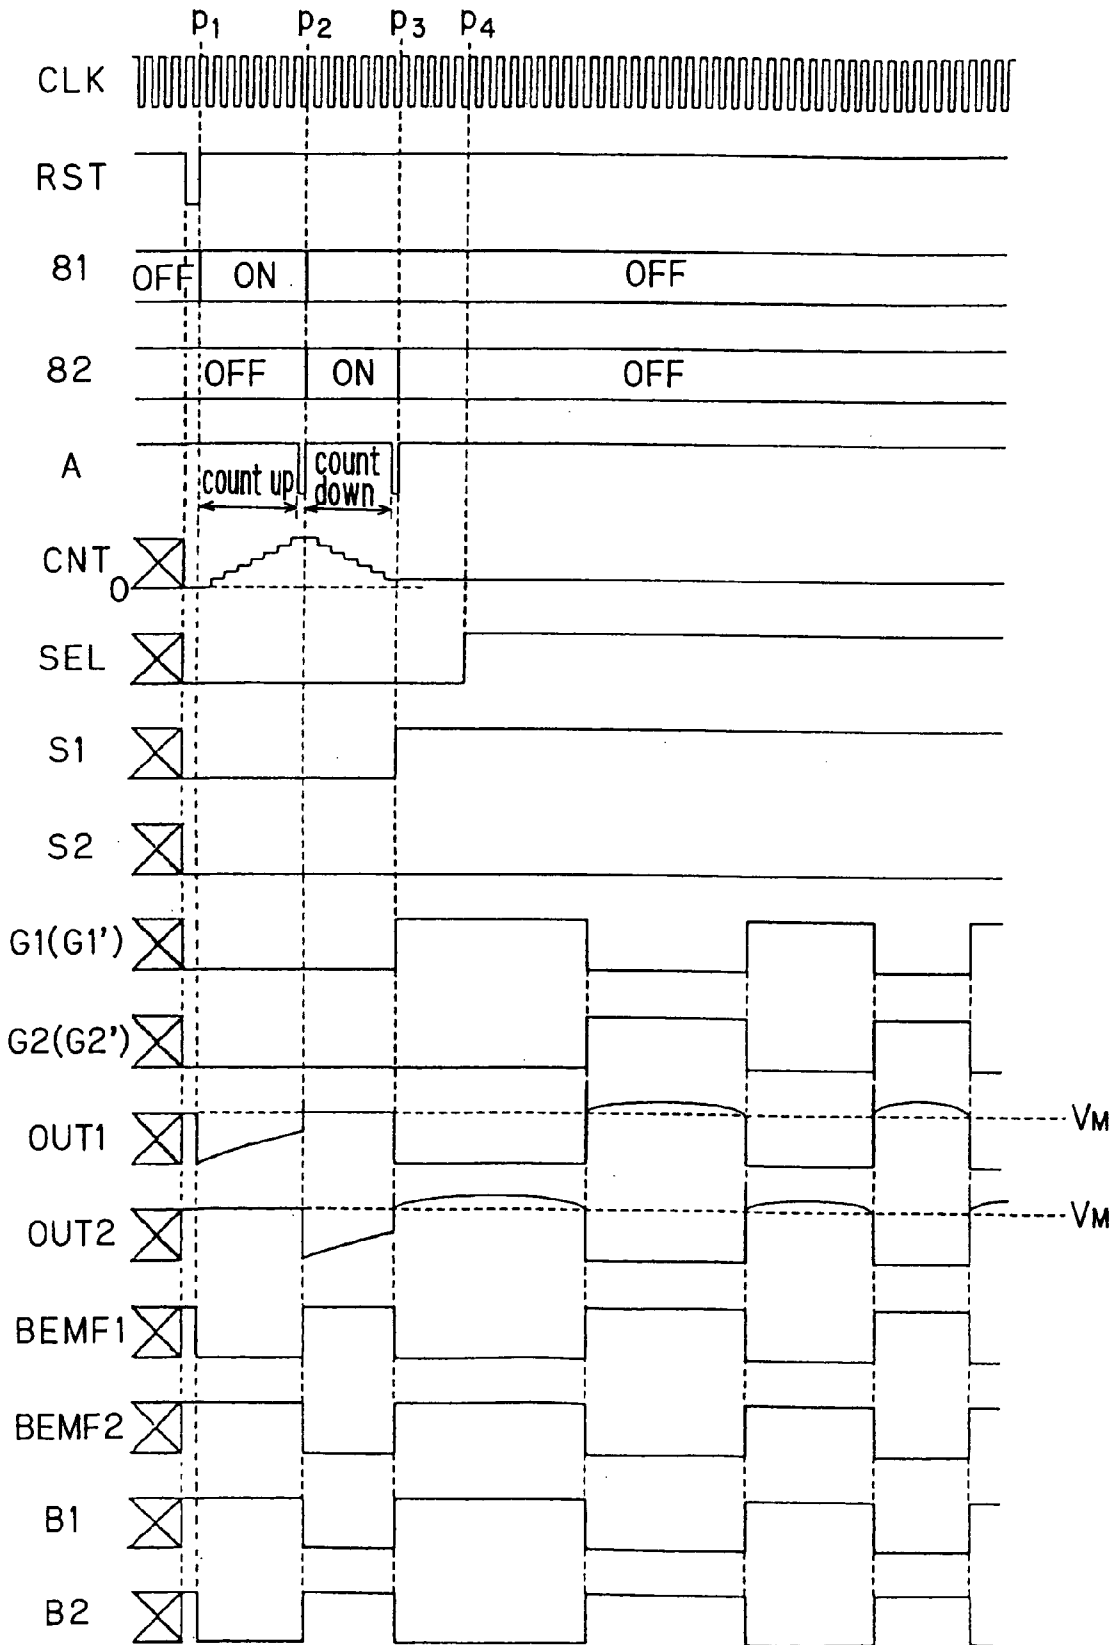 p1 p2 p3 p4
CLK
RST
81 OFF ON OFF
82 OFF ON OFF
A count up count down
CNT
0
SEL
S1
S2
G1(G1')
G2(G2')
OUT1 VM
OUT2 VM
BEMF1
BEMF2
B1
B2